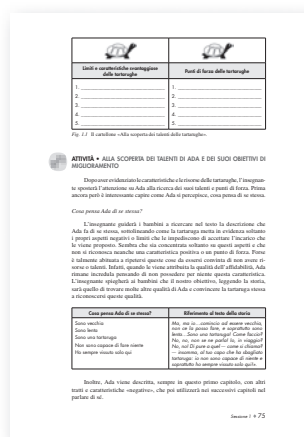 Limiti e caratteristiche svantaggiose
delle tartarughe
Punti di forza delle tartarughe
1.
2.
3.
4.
5.
1.
2.
3.
4.
5.
Fig. 1.1 Il cartellone «Alla scoperta dei talenti delle tartarughe».
ATTIVITÀ • ALLA SCOPERTA DEI TALENTI DI ADA E DEI SUOI OBIETTIVI DI
MIGLIORAMENTO
Dopo aver evidenziato le caratteristiche e le risorse delle tartarughe, l'insegnan-
te sposterà l'attenzione su Ada alla ricerca dei suoi talenti e punti di forza. Prima
ancora però è interessante capire come Ada si percepisce, cosa pensa di se stessa.
Cosa pensa Ada di se stessa?
L'insegnante guiderà i bambini a ricercare nel testo la descrizione che
Ada fa di se stessa, sottolineando come la tartaruga metta in evidenza soltanto
i propri aspetti negativi o limiti che le impediscono di accettare l'incarico che
le viene proposto. Sembra che sia concentrata soltanto su questi aspetti e che
non si riconosca neanche una caratteristica positiva o un punto di forza. Forse
è talmente abituata a ripetersi queste cose da essersi convinta di non avere ri-
sorse o talenti. Infatti, quando le viene attribuita la qualità dell'affidabilità, Ada
rimane incredula pensando di non possedere per niente questa caratteristica.
L'insegnante spiegherà ai bambini che il nostro obiettivo, leggendo la storia,
sarà quello di trovare molte altre qualità di Ada e convincere la tartaruga stessa
a riconoscersi queste qualità.
Cosa pensa Ada di se stessa?
Riferimento al testo della storia
Sono vecchia
Sono lenta
Sono una tartaruga
Non sono capace di fare niente
Ho sempre vissuto solo qui
Ma, ma io…comincio ad essere vecchia,
non ce la posso fare, e soprattutto sono
lenta…Sono una tartaruga! Come faccio?
No, no, non se ne parla! Io, in viaggio?
No, no! Di pure a quel — come si chiama?
— insomma, al tuo capo che ha sbagliato
tartaruga: io non sono capace di niente e
soprattutto ho sempre vissuto solo qui!».
Inoltre, Ada viene descritta, sempre in questo primo capitolo, con altri
tratti e caratteristiche «negative», che poi utilizzerà nei successivi capitoli nel
parlare di sé.
Sessione 1 • 75